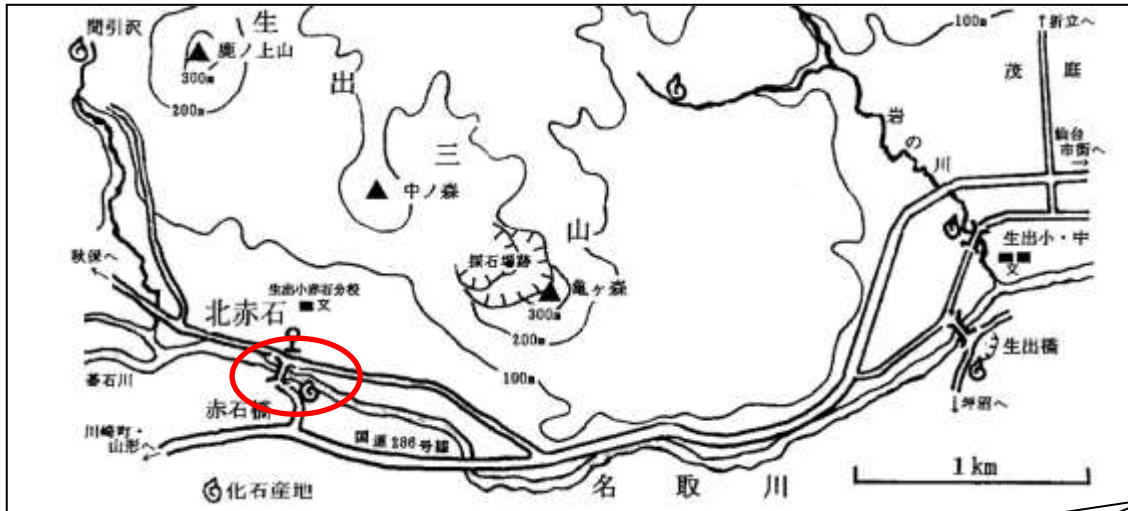 間引沢
生
鹿ノ上山
300m
200m
出
三
山
中ノ森
採石場跡
亀ヶ森
300m
200m
100m
100m
↑折立へ
茂庭
仙台
市街へ
岩の川
生出小・中
文
生出橋
↓坪沼へ
秋保へ
生出小赤石分校
文
北赤石
碁石川
赤石橋
川崎町・
山形へ
国道286号線
名取川
1km
化石産地